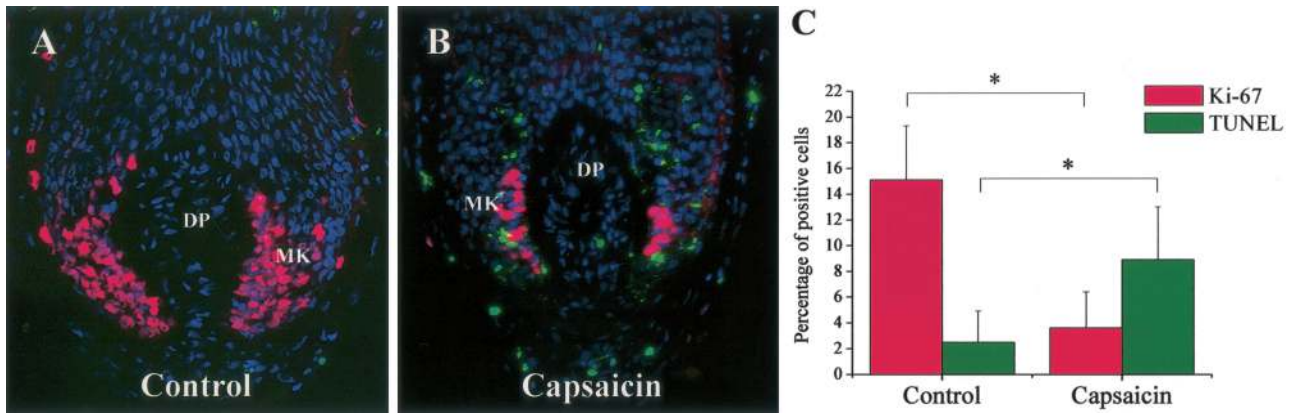 A
DP
MK
Control
B
DP
MK
Capsaicin
C
Percentage of positive cells
22
20
18
16
14
12
10
8
6
4
2
0
*
*
Ki-67
TUNEL
Control
Capsaicin